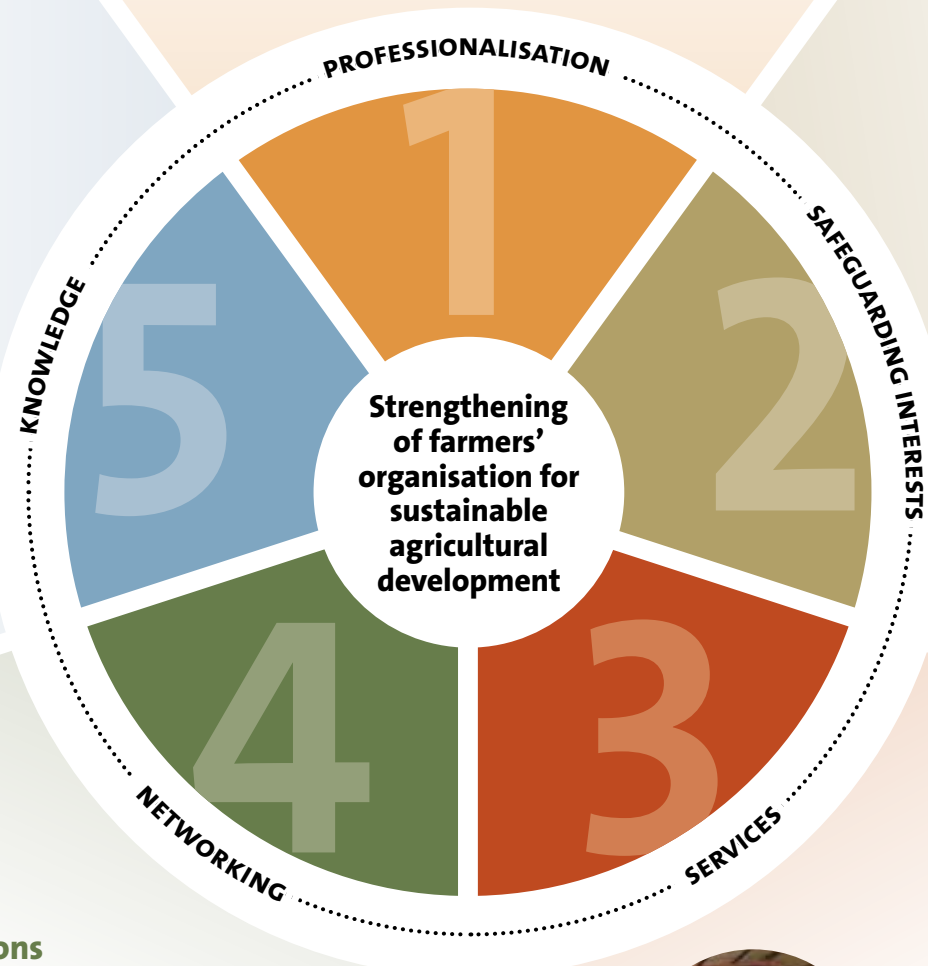 PROFESSIONALISATION
1
SAFEGUARDING INTERESTS
2
SERVICES
3
NETWORKING
4
KNOWLEDGE
5
Strengthening
of farmers’
organisation for
sustainable
agricultural
development
ons